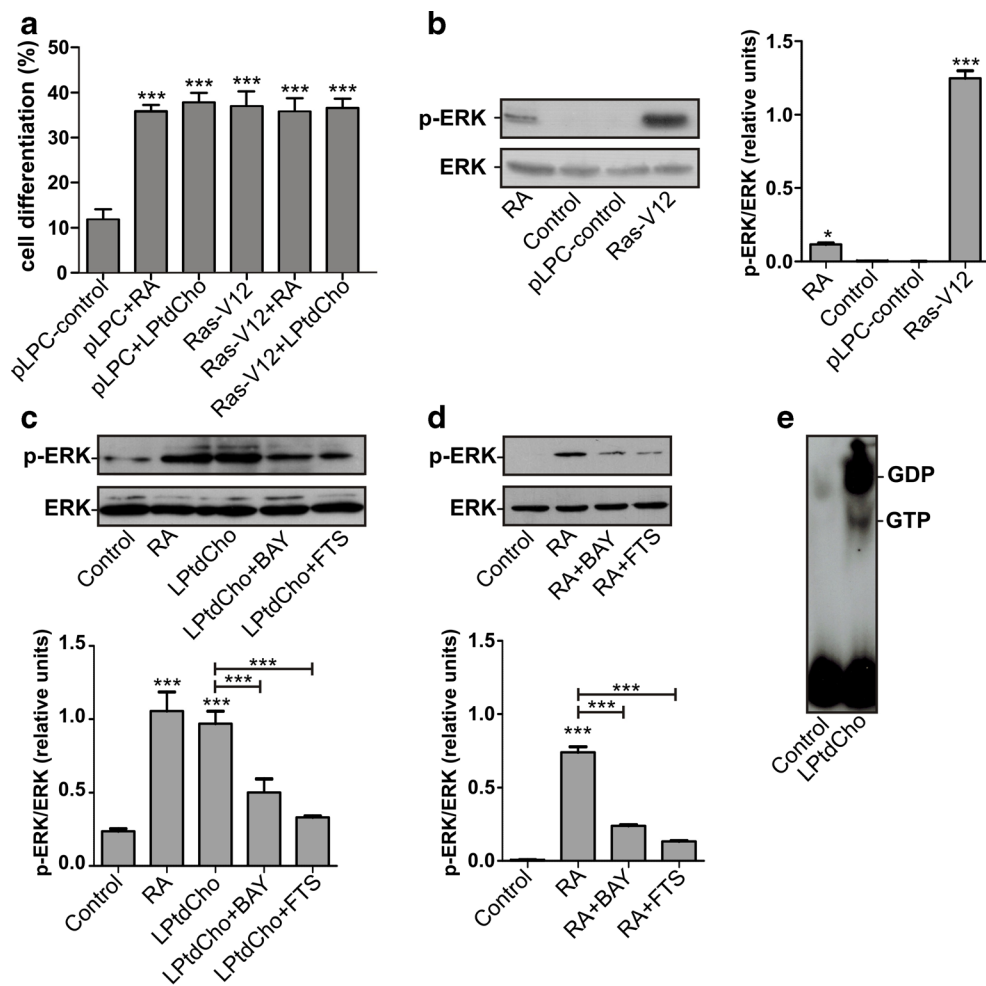 a
cell differentiation (%)
50
40
30
20
10
0
***
***
***
***
***
pLPC-control
pLPC+RA
pLPC+LPtdCho
Ras-V12
Ras-V12+RA
Ras-V12+LPtdCho
b
p-ERK
ERK
RA
Control
pLPC-control
Ras-V12
p-ERK/ERK (relative units)
1.5
1.0
0.5
0.0
*
***
RA
Control
pLPC-control
Ras-V12
c
p-ERK
ERK
Control
RA
LPtdCho
LPtdCho+BAY
LPtdCho+FTS
p-ERK/ERK (relative units)
1.5
1.0
0.5
0.0
***
***
***
***
Control
RA
LPtdCho
LPtdCho+BAY
LPtdCho+FTS
d
p-ERK
ERK
Control
RA
RA+BAY
RA+FTS
p-ERK/ERK (relative units)
1.5
1.0
0.5
0.0
***
***
***
Control
RA
RA+BAY
RA+FTS
e
GDP
GTP
Control
LPtdCho